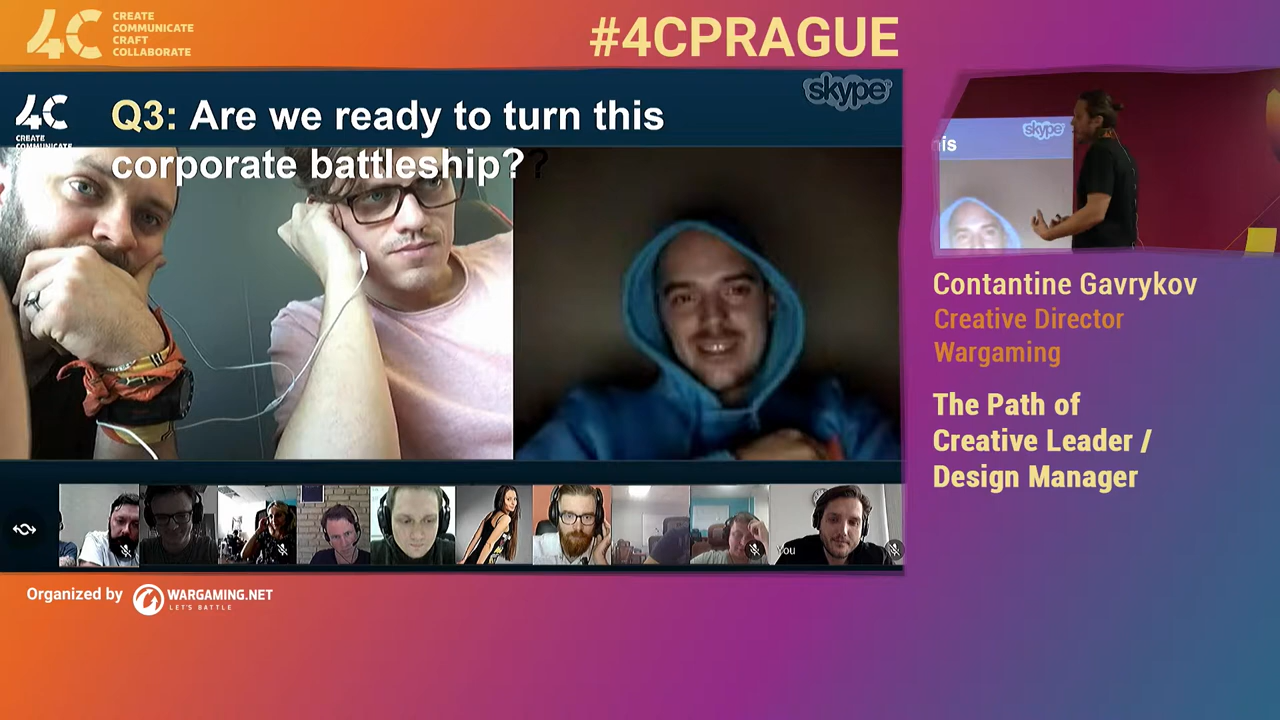 4C
CREATE
COMMUNICATE
CRAFT
COLLABORATE
#4CPRAGUE
skype
4C
CREATE
COMMUNICATE
Q3: Are we ready to turn this
corporate battleship??
skype
is
Contantine Gavrykov
Creative Director
Wargaming
The Path of
Creative Leader /
Design Manager
You
Organized by
WARGAMING.NET
LET'S BATTLE